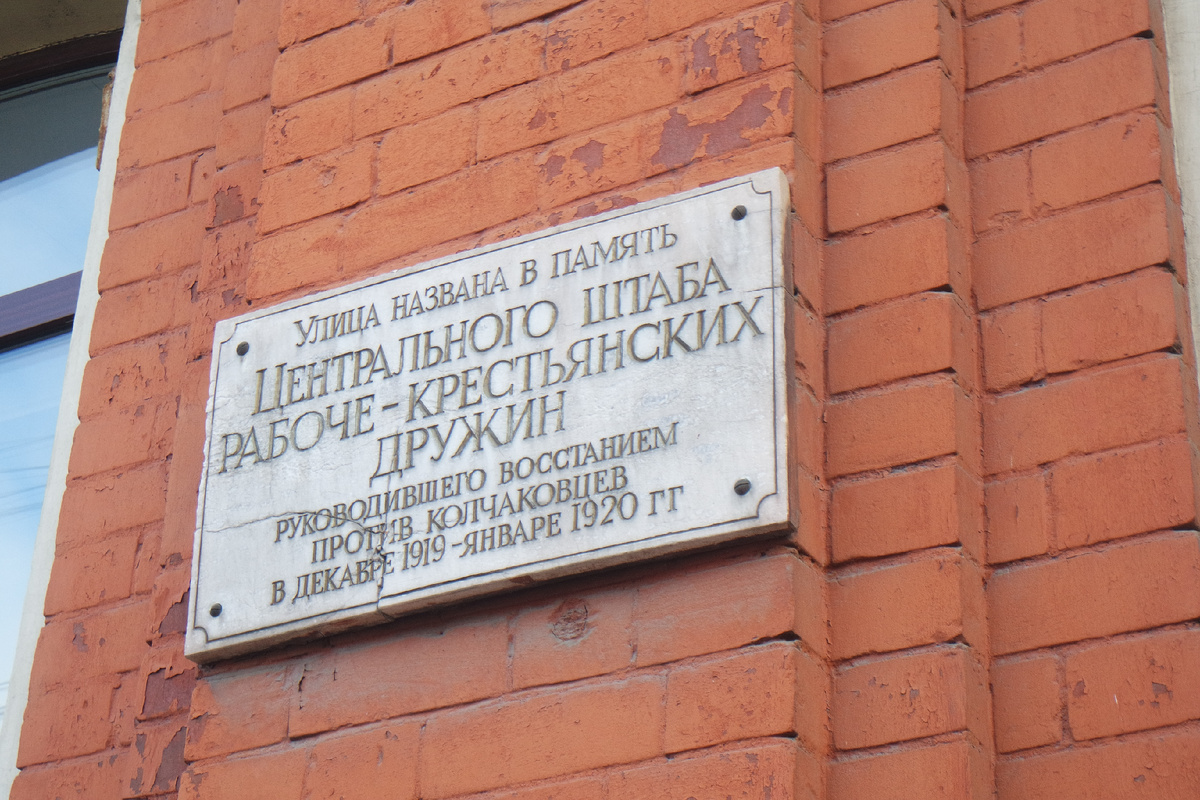 Улица названа в память
Центрального штаба
рабоче-крестьянских
дружин
руководившего восстанием
против колчаковцев
в декабре 1919-январе 1920 гг